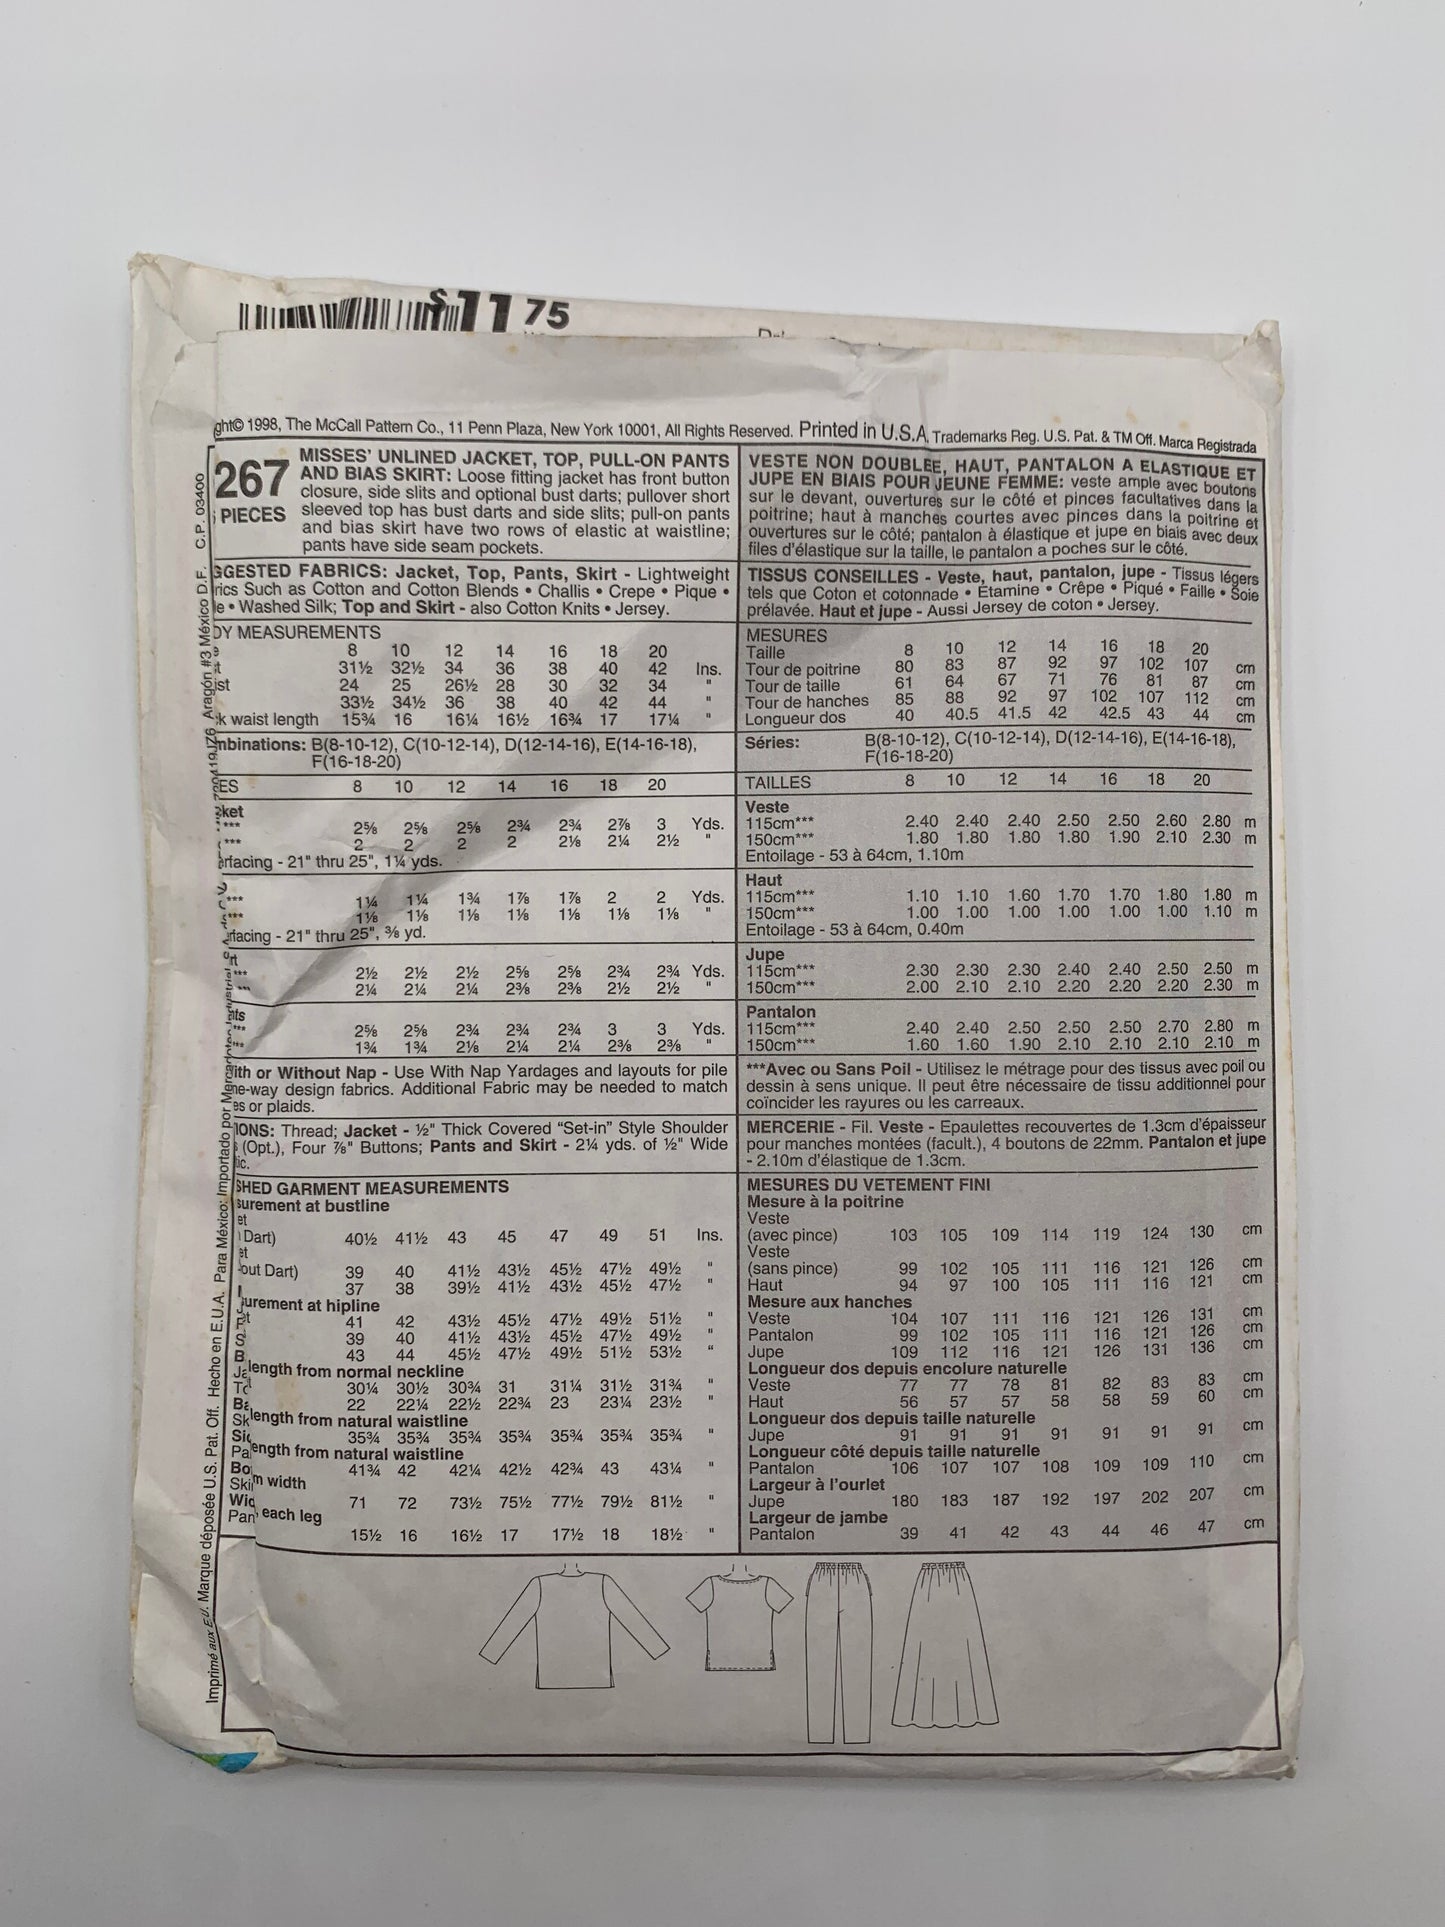 $11 75
ght© 1998, The McCall Pattern Co., 11 Penn Plaza, New York 10001, All Rights Reserved. Printed in U.S.A. Trademarks Reg. U.S. Pat. & TM Off. Marca Registrada
267
PIECES
MISSES' UNLINED JACKET, TOP, PULL-ON PANTS
AND BIAS SKIRT: Loose fitting jacket has front button
closure, side slits and optional bust darts; pullover short
sleeved top has bust darts and side slits; pull-on pants
and bias skirt have two rows of elastic at waistline;
pants have side seam pockets.
GGESTED FABRICS: Jacket, Top, Pants, Skirt - Lightweight
rics Such as Cotton and Cotton Blends • Challis • Crepe • Pique •
le • Washed Silk; Top and Skirt - also Cotton Knits • Jersey.
DY MEASUREMENTS
e 8 10 12 14 16 18 20
t 31½ 32½ 34 36 38 40 42 Ins.
ist 24 25 26½ 28 30 32 34 "
33½ 34½ 36 38 40 42 44 "
k waist length 15¾ 16 16¼ 16½ 16¾ 17 17¼ "
mbinations: B(8-10-12), C(10-12-14), D(12-14-16), E(14-16-18),
F(16-18-20)
ES 8 10 12 14 16 18 20
ket
*** 2⅝ 2⅝ 2⅝ 2¾ 2¾ 2⅞ 3 Yds.
*** 2 2 2 2 2⅛ 2¼ 2½ "
erfacing - 21" thru 25", 1¼ yds.
*** 1¼ 1¼ 1¾ 1⅞ 1⅞ 2 2 Yds.
*** 1⅛ 1⅛ 1⅛ 1⅛ 1⅛ 1⅛ 1⅛ "
rfacing - 21" thru 25", ⅜ yd.
rt
*** 2½ 2½ 2½ 2⅝ 2⅝ 2¾ 2¾ Yds.
*** 2¼ 2¼ 2¼ 2⅜ 2⅜ 2½ 2½ "
nts
*** 2⅝ 2⅝ 2¾ 2¾ 2¾ 3 3 Yds.
*** 1¾ 1¾ 2⅛ 2¼ 2¼ 2⅜ 2⅜ "
ith or Without Nap - Use With Nap Yardages and layouts for pile
ne-way design fabrics. Additional Fabric may be needed to match
es or plaids.
IONS: Thread; Jacket - ½" Thick Covered "Set-in" Style Shoulder
(Opt.), Four ⅞" Buttons; Pants and Skirt - 2¼ yds. of ½" Wide
tic.
SHED GARMENT MEASUREMENTS
surement at bustline
et
Dart) 40½ 41½ 43 45 47 49 51 Ins.
et
out Dart) 39 40 41½ 43½ 45½ 47½ 49½ "
37 38 39½ 41½ 43½ 45½ 47½ "
urement at hipline
et 41 42 43½ 45½ 47½ 49½ 51½ "
S 39 40 41½ 43½ 45½ 47½ 49½ "
B 43 44 45½ 47½ 49½ 51½ 53½ "
length from normal neckline
30¼ 30½ 30¾ 31 31¼ 31½ 31¾ "
22 22¼ 22½ 22¾ 23 23¼ 23½ "
length from natural waistline
35¾ 35¾ 35¾ 35¾ 35¾ 35¾ 35¾ "
ength from natural waistline
41¾ 42 42¼ 42½ 42¾ 43 43¼ "
m width
71 72 73½ 75½ 77½ 79½ 81½ "
, each leg
15½ 16 16½ 17 17½ 18 18½ "
VESTE NON DOUBLEE, HAUT, PANTALON A ELASTIQUE ET
JUPE EN BIAIS POUR JEUNE FEMME: veste ample avec boutons
sur le devant, ouvertures sur le côté et pinces facultatives dans la
poitrine; haut à manches courtes avec pinces dans la poitrine et
ouvertures sur le côté; pantalon à élastique et jupe en biais avec deux
files d'élastique sur la taille, le pantalon a poches sur le côté.
TISSUS CONSEILLES - Veste, haut, pantalon, jupe - Tissus légers
tels que Coton et cotonnade • Etamine • Crêpe • Piqué • Faille • Soie
prélavée. Haut et jupe - Aussi Jersey de coton • Jersey.
MESURES
Taille 8 10 12 14 16 18 20
Tour de poitrine 80 83 87 92 97 102 107 cm
Tour de taille 61 64 67 71 76 81 87 cm
Tour de hanches 85 88 92 97 102 107 112 cm
Longueur dos 40 40.5 41.5 42 42.5 43 44 cm
Séries: B(8-10-12), C(10-12-14), D(12-14-16), E(14-16-18),
F(16-18-20)
TAILLES 8 10 12 14 16 18 20
Veste
115cm*** 2.40 2.40 2.40 2.50 2.50 2.60 2.80 m
150cm*** 1.80 1.80 1.80 1.80 1.90 2.10 2.30 m
Entoilage - 53 à 64cm, 1.10m
Haut
115cm*** 1.10 1.10 1.60 1.70 1.70 1.80 1.80 m
150cm*** 1.00 1.00 1.00 1.00 1.00 1.00 1.10 m
Entoilage - 53 à 64cm, 0.40m
Jupe
115cm*** 2.30 2.30 2.30 2.40 2.40 2.50 2.50 m
150cm*** 2.00 2.10 2.10 2.20 2.20 2.20 2.30 m
Pantalon
115cm*** 2.40 2.40 2.50 2.50 2.50 2.70 2.80 m
150cm*** 1.60 1.60 1.90 2.10 2.10 2.10 2.10 m
***Avec ou Sans Poil - Utilisez le métrage pour des tissus avec poil ou
dessin à sens unique. Il peut être nécessaire de tissu additionnel pour
coïncider les rayures ou les carreaux.
MERCERIE - Fil. Veste - Epaulettes recouvertes de 1.3cm d'épaisseur
pour manches montées (facult.), 4 boutons de 22mm. Pantalon et jupe
- 2.10m d'élastique de 1.3cm.
MESURES DU VETEMENT FINI
Mesure à la poitrine
Veste
(avec pince) 103 105 109 114 119 124 130 cm
Veste
(sans pince) 99 102 105 111 116 121 126 cm
Haut 94 97 100 105 111 116 121 cm
Mesure aux hanches
Veste 104 107 111 116 121 126 131 cm
Pantalon 99 102 105 111 116 121 126 cm
Jupe 109 112 116 121 126 131 136 cm
Longueur dos depuis encolure naturelle
Veste 77 77 78 81 82 83 83 cm
Haut 56 57 57 58 58 59 60 cm
Longueur dos depuis taille naturelle
Jupe 91 91 91 91 91 91 91 cm
Longueur côté depuis taille naturelle
Pantalon 106 107 107 108 109 109 110 cm
Largeur à l'ourlet
Jupe 180 183 187 192 197 202 207 cm
Largeur de jambe
Pantalon 39 41 42 43 44 46 47 cm
Imprimé aux E.U. Marque déposée U.S. Pat. Off. Hecho en E.U.A. Para México: Importado por
Aragón #3 México D.F. C.P. 03400